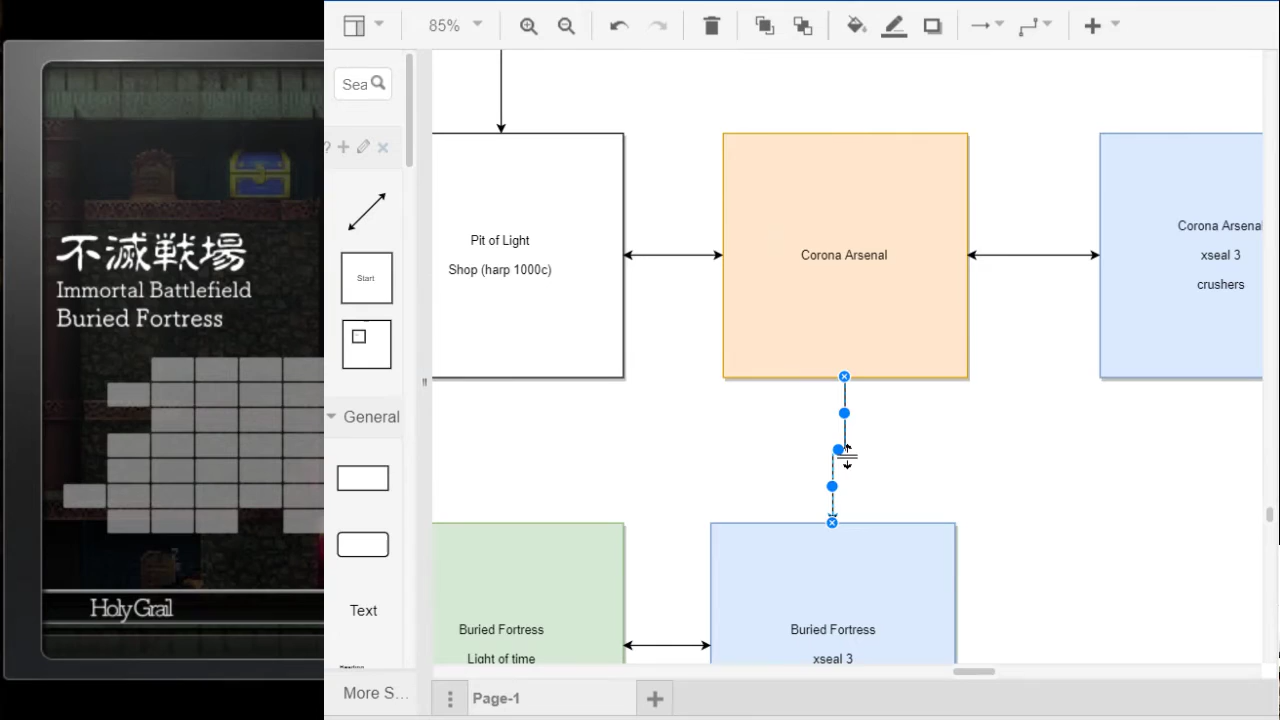 不滅戦場
Immortal Battlefield
Buried Fortress
Holy Grail
85%
Sea
?
Start
General
Text
More S...
Pit of Light
Shop (harp 1000c)
Corona Arsenal
Corona Arsenal
xseal 3
crushers
Buried Fortress
Light of time
Buried Fortress
xseal 3
Page-1